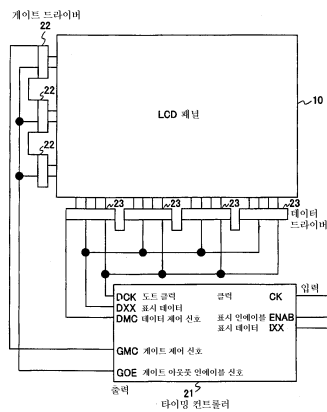 게이트 드라이버
22
22
22
LCD 패널
10
23
23
23
데이터
드라이버
입력
DCK 도트 클럭
클럭 CK
DXX 표시 데이터
DMC 데이터 제어 신호
표시 인에이블 ENAB
표시 데이터 IXX
GMC 게이트 제어 신호
GOE 게이트 아웃풋 인에이블 신호
출력
21
타이밍 컨트롤러